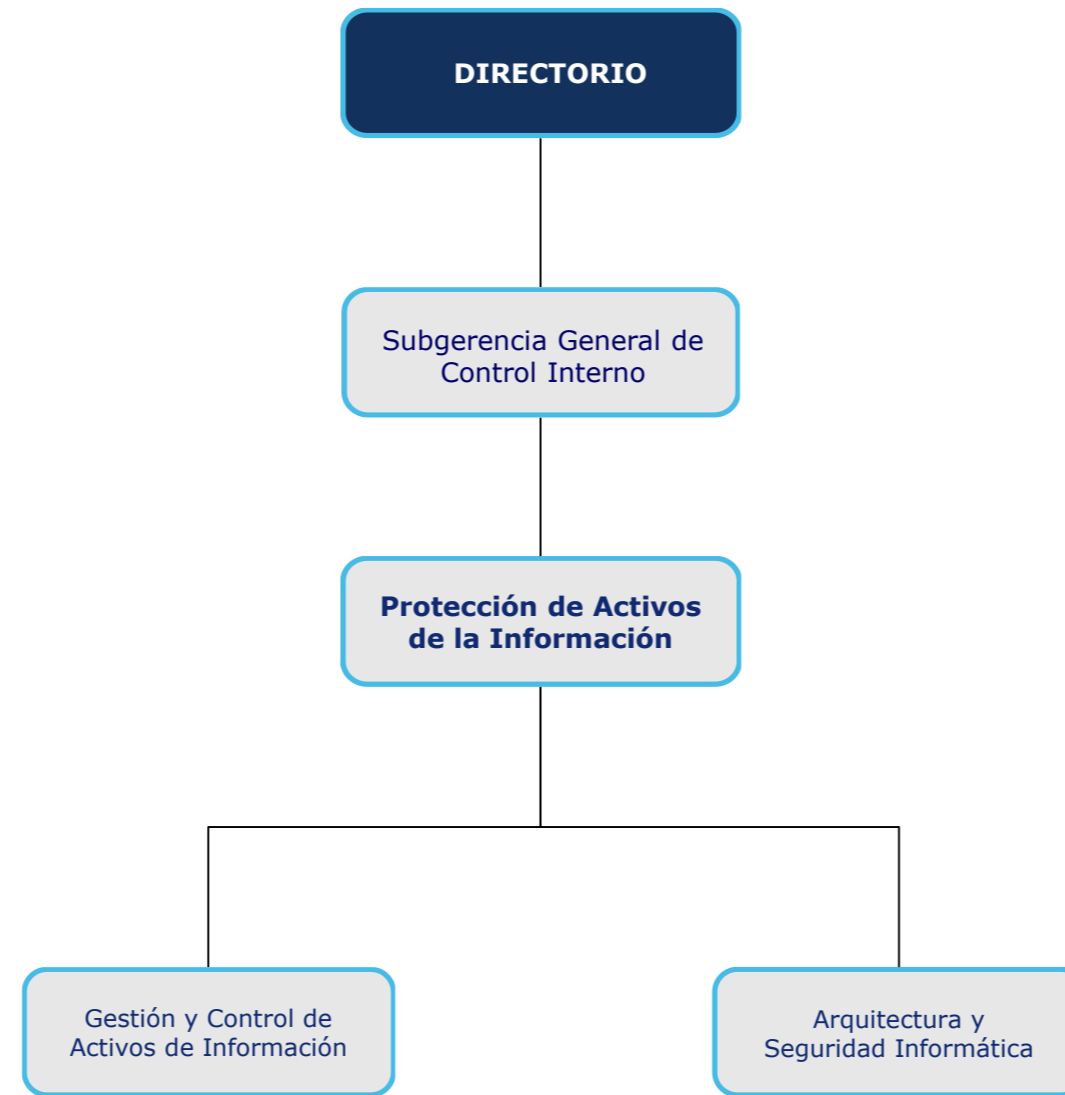 DIRECTORIO
Subgerencia General de
Control Interno
Protección de Activos
de la Información
Gestión y Control de
Activos de Información
Arquitectura y
Seguridad Informática